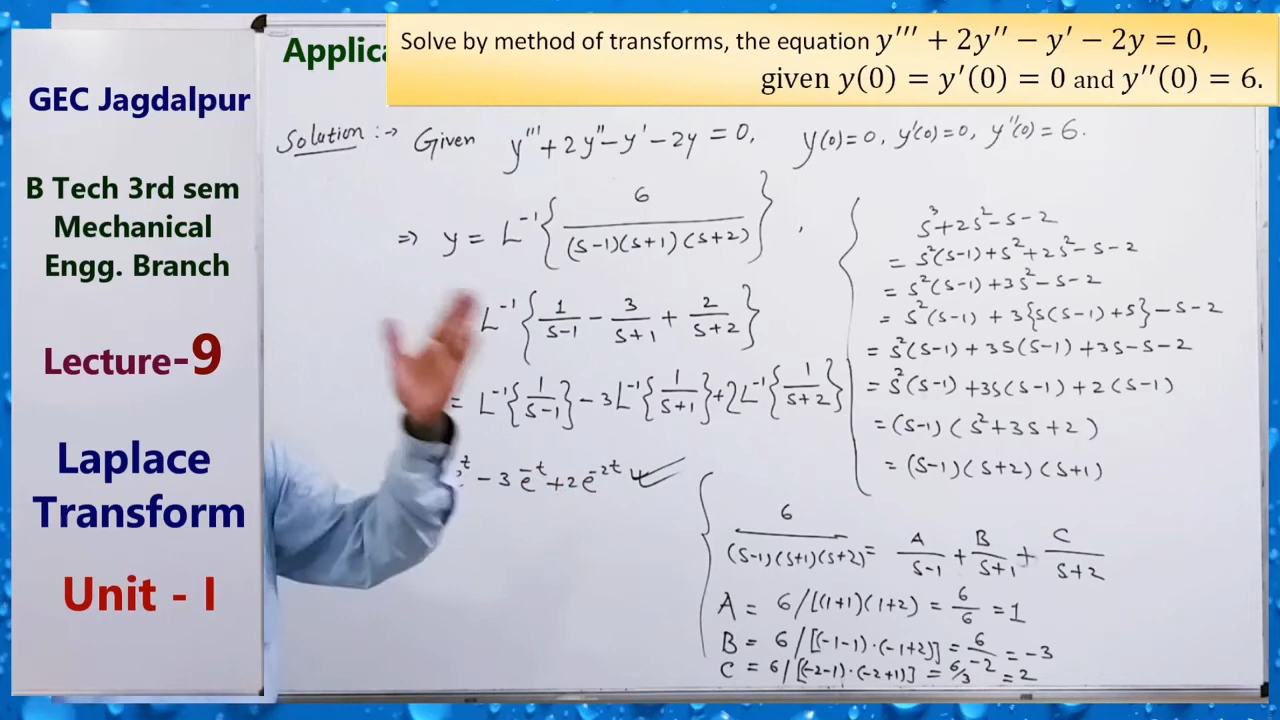 Solve by method of transforms, the equation y′′′ + 2y′′ − y′ − 2y = 0,
given y(0) = y′(0) = 0 and y′′(0) = 6.
GEC Jagdalpur
B Tech 3rd sem
Mechanical
Engg. Branch
Lecture-9
Laplace
Transform
Unit - I
Applica
Solution :→ Given y''' + 2y'' − y' − 2y = 0, y(0) = 0, y'(0) = 0, y''(0) = 6.
⇒ y = L⁻¹{6/((s-1)(s+1)(s+2))},
L⁻¹{1/(s-1) − 3/(s+1) + 2/(s+2)}
= L⁻¹{1/(s-1)} − 3L⁻¹{1/(s+1)} + 2L⁻¹{1/(s+2)}
eᵗ − 3e⁻ᵗ + 2e⁻²ᵗ
s³ + 2s² − s − 2
= s²(s-1) + s² + 2s² − s − 2
= s²(s-1) + 3s² − s − 2
= s²(s-1) + 3{s(s-1) + s} − s − 2
= s²(s-1) + 3s(s-1) + 3s − s − 2
= s²(s-1) + 3s(s-1) + 2(s-1)
= (s-1)(s² + 3s + 2)
= (s-1)(s+2)(s+1)
6/((s-1)(s+1)(s+2)) = A/(s-1) + B/(s+1) + C/(s+2)
A = 6/[(1+1)(1+2)] = 6/6 = 1
B = 6/[(-1-1)·(-1+2)] = 6/-2 = -3
C = 6/[(-2-1)·(-2+1)] = 6/3 = 2